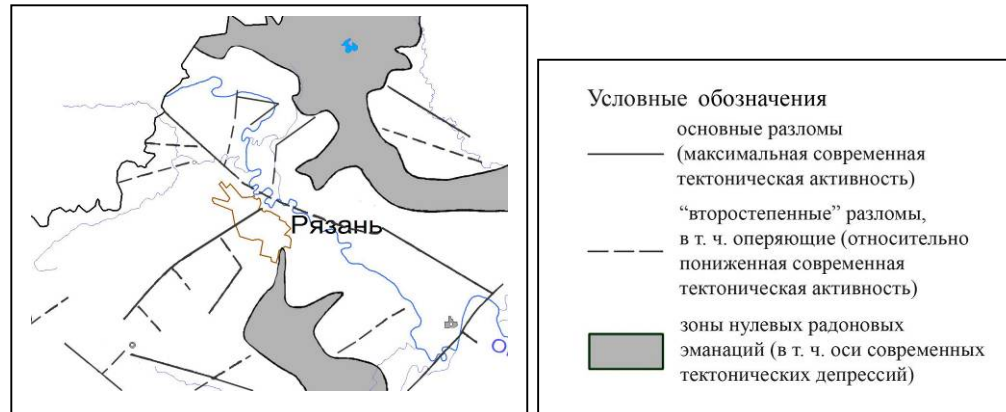 Рязань
О
Условные обозначения
основные разломы
(максимальная современная
тектоническая активность)
“второстепенные” разломы,
в т. ч. оперяющие (относительно
пониженная современная
тектоническая активность)
зоны нулевых радоновых
эманаций (в т. ч. оси современных
тектонических депрессий)